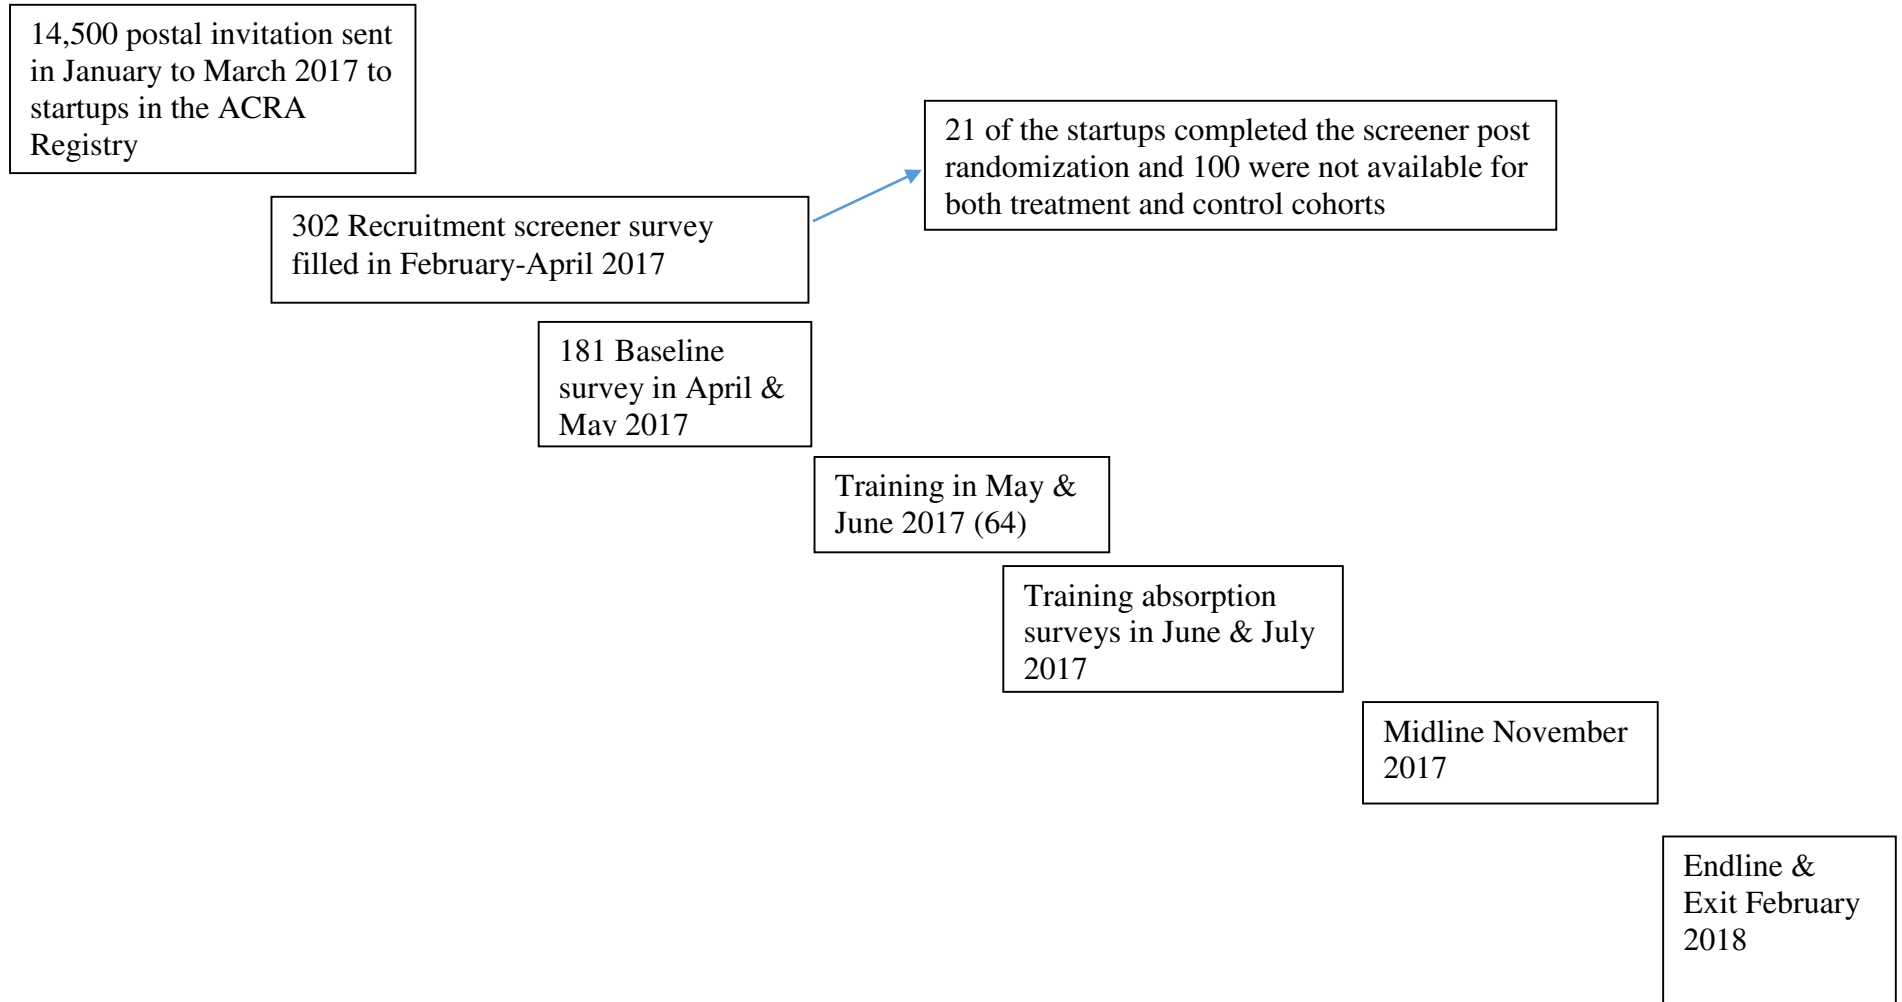 14,500 postal invitation sent
in January to March 2017 to
startups in the ACRA
Registry
21 of the startups completed the screener post
randomization and 100 were not available for
both treatment and control cohorts
302 Recruitment screener survey
filled in February-April 2017
181 Baseline
survey in April &
May 2017
Training in May &
June 2017 (64)
Training absorption
surveys in June & July
2017
Midline November
2017
Endline &
Exit February
2018